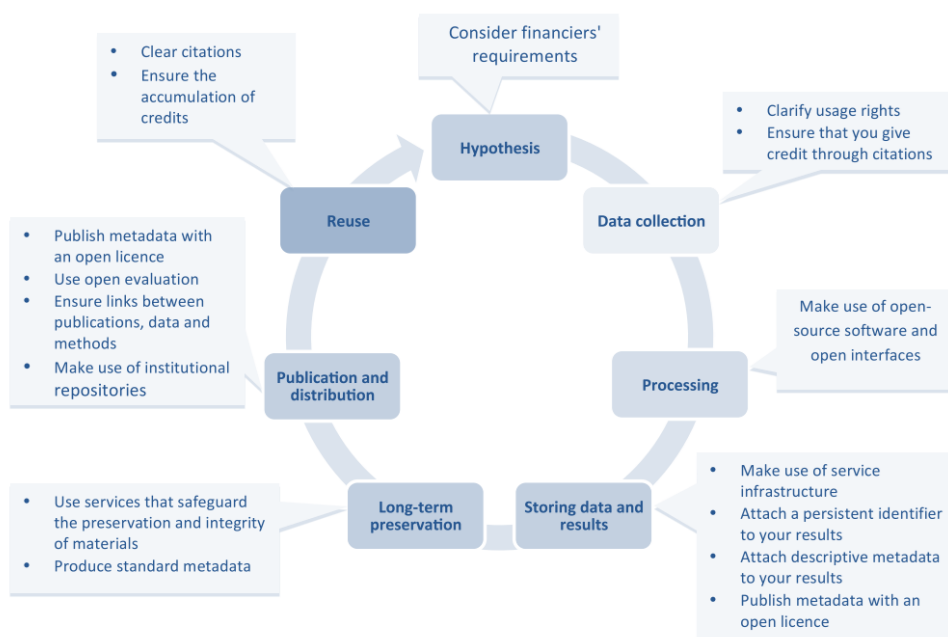 Consider financiers'
requirements
Hypothesis
• Clarify usage rights
• Ensure that you give
credit through citations
Data collection
Make use of open-
source software and
open interfaces
Processing
• Make use of service
infrastructure
• Attach a persistent identifier
to your results
• Attach descriptive metadata
to your results
• Publish metadata with an
open licence
Storing data and
results
• Use services that safeguard
the preservation and integrity
of materials
• Produce standard metadata
Long-term
preservation
• Publish metadata with
an open licence
• Use open evaluation
• Ensure links between
publications, data and
methods
• Make use of institutional
repositories
Publication and
distribution
• Clear citations
• Ensure the
accumulation of
credits
Reuse